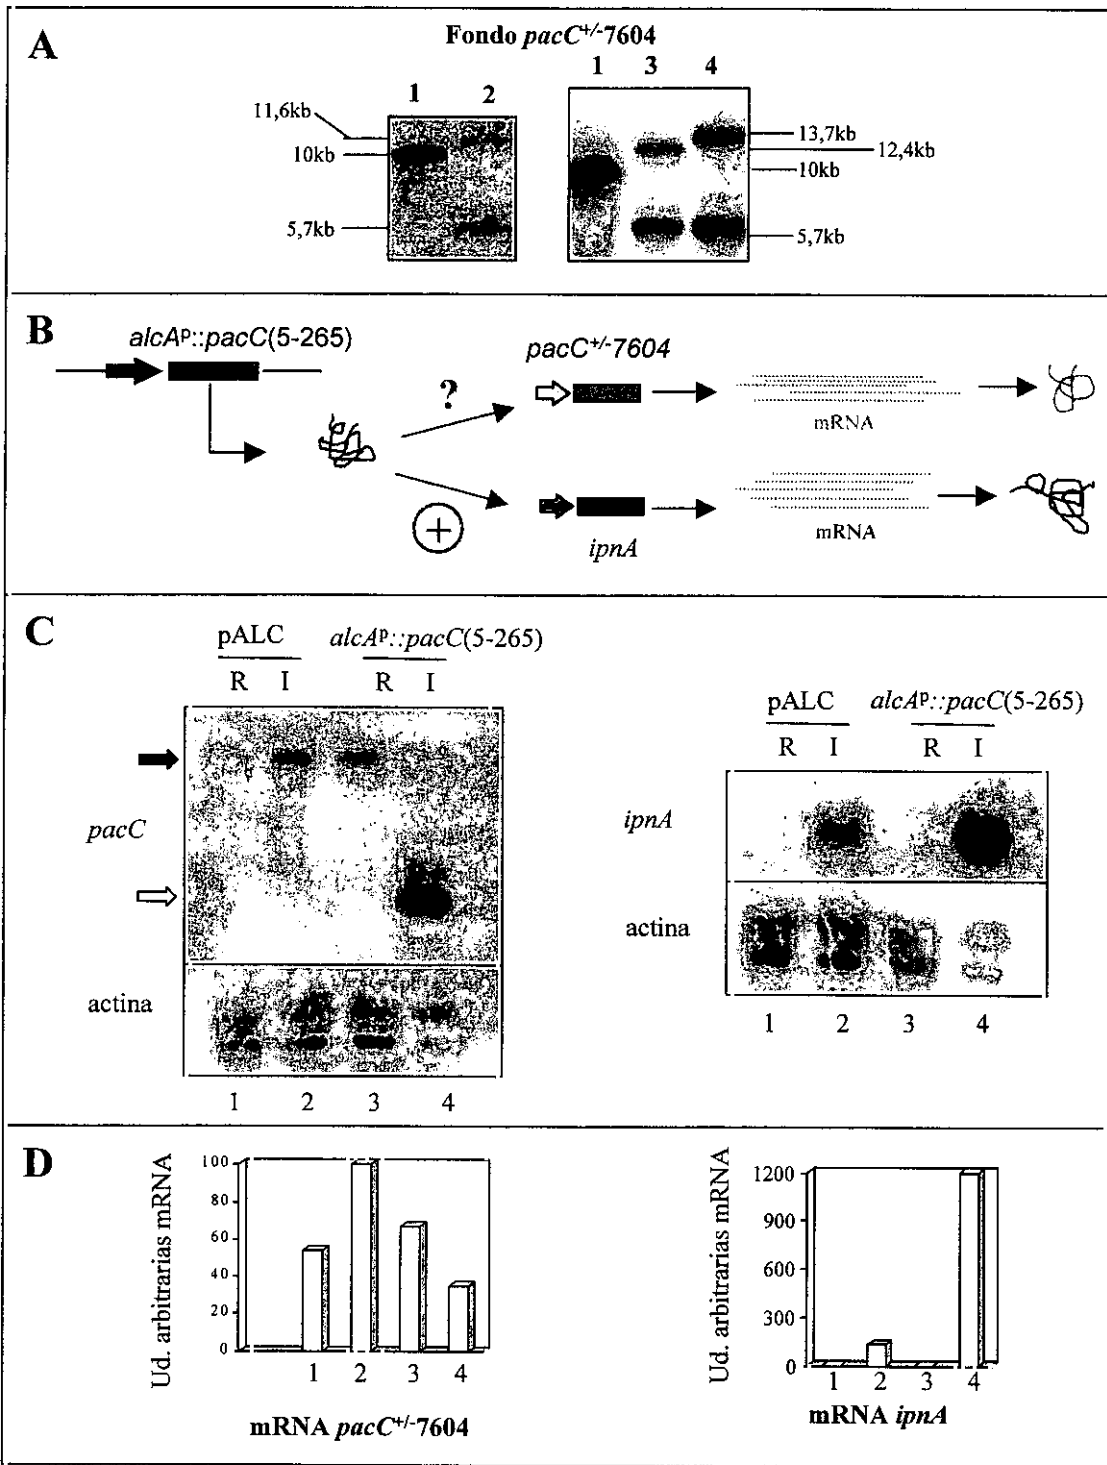 A
Fondo pacC+/-7604
1 2
1 3 4
11,6kb
10kb
5,7kb
13,7kb
12,4kb
10kb
5,7kb
B
alcAp::pacC(5-265)
pacC+/-7604
?
mRNA
+
ipnA
mRNA
C
pALC alcAp::pacC(5-265)
R I R I
pacC
actina
1 2 3 4
pALC alcAp::pacC(5-265)
R I R I
ipnA
actina
1 2 3 4
D
Ud. arbitrarias mRNA
100
80
60
40
20
0
1 2 3 4
mRNA pacC+/-7604
Ud. arbitrarias mRNA
1200
900
600
300
0
1 2 3 4
mRNA ipnA